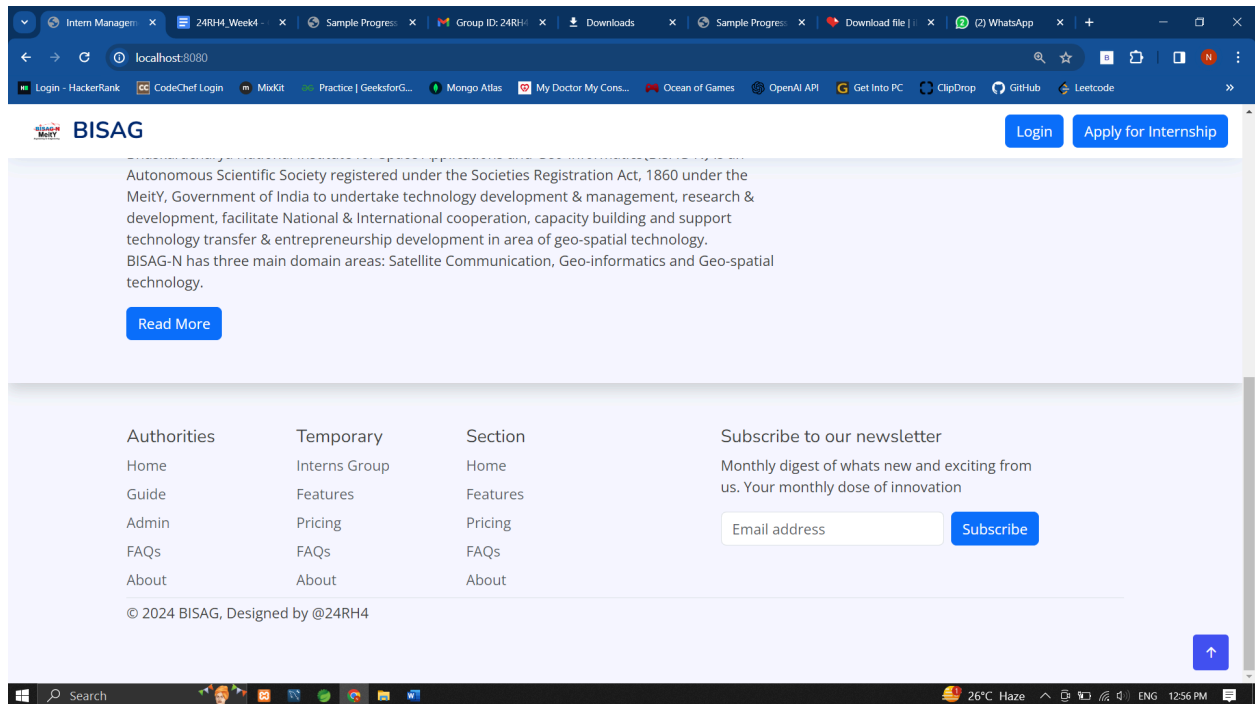 Intern Managem
24RH4_Week4 -
Sample Progress
Group ID: 24RH4
Downloads
Sample Progress
Download file | i
(2) WhatsApp
localhost:8080
Login - HackerRank
CodeChef Login
MixKit
Practice | GeeksforG...
Mongo Atlas
My Doctor My Cons...
Ocean of Games
OpenAI API
Get Into PC
ClipDrop
GitHub
Leetcode
BISAG-N
MeitY
BISAG
Login
Apply for Internship
Autonomous Scientific Society registered under the Societies Registration Act, 1860 under the
MeitY, Government of India to undertake technology development & management, research &
development, facilitate National & International cooperation, capacity building and support
technology transfer & entrepreneurship development in area of geo-spatial technology.
BISAG-N has three main domain areas: Satellite Communication, Geo-informatics and Geo-spatial
technology.
Read More
Authorities
Home
Guide
Admin
FAQs
About
Temporary
Interns Group
Features
Pricing
FAQs
About
Section
Home
Features
Pricing
FAQs
About
Subscribe to our newsletter
Monthly digest of whats new and exciting from
us. Your monthly dose of innovation
Email address
Subscribe
© 2024 BISAG, Designed by @24RH4
Search
26°C Haze
ENG
12:56 PM